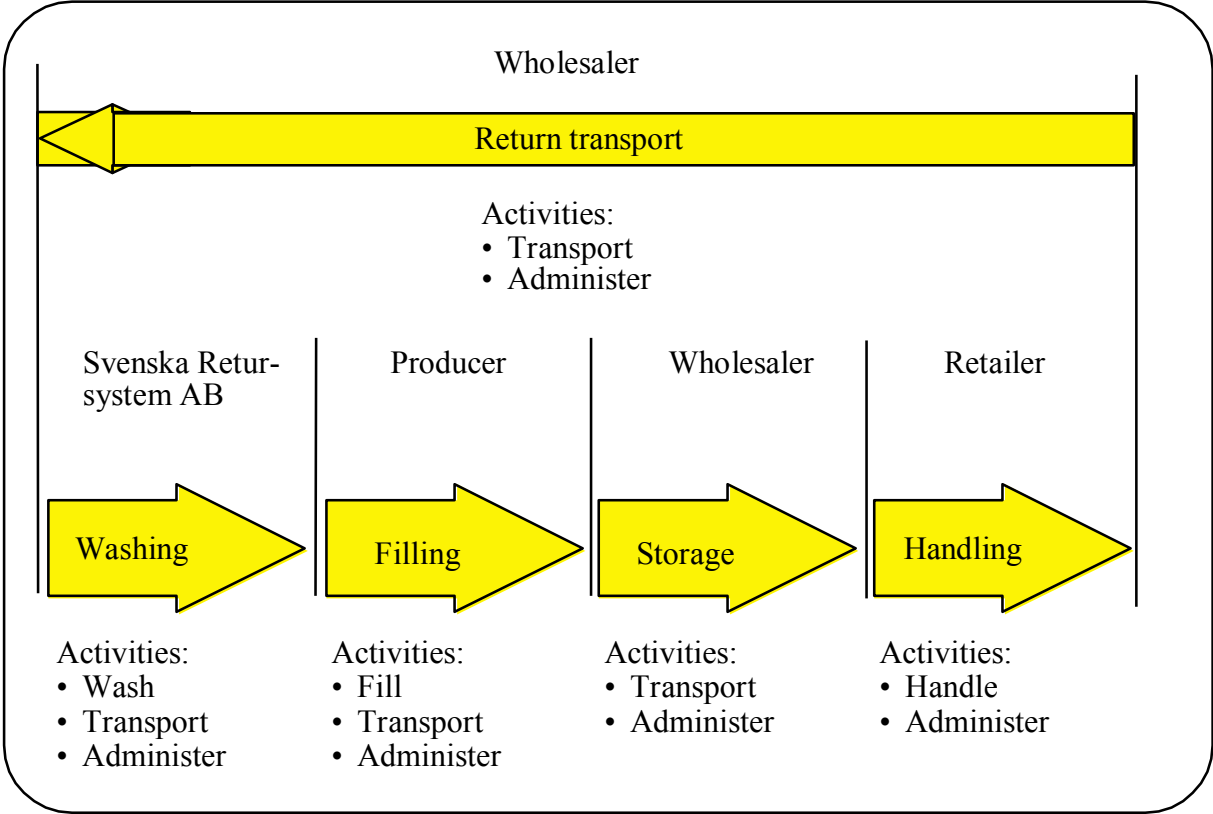 Wholesaler
Return transport
Activities:
• Transport
• Administer
Svenska Retur-
system AB
Producer
Wholesaler
Retailer
Washing
Filling
Storage
Handling
Activities:
• Wash
• Transport
• Administer
Activities:
• Fill
• Transport
• Administer
Activities:
• Transport
• Administer
Activities:
• Handle
• Administer